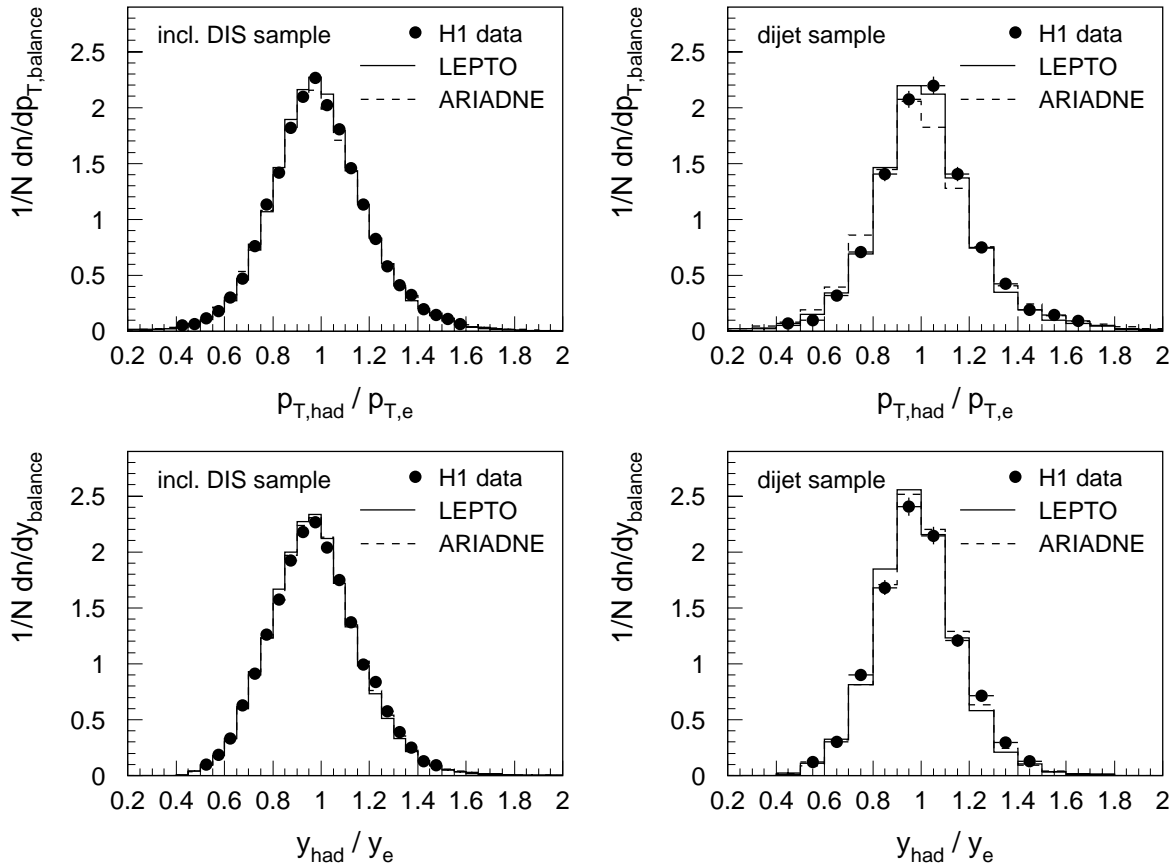 incl. DIS sample
H1 data
LEPTO
ARIADNE
1/N dn/dp_T,balance
2.5
2
1.5
1
0.5
0
0.2 0.4 0.6 0.8 1 1.2 1.4 1.6 1.8 2
p_T,had / p_T,e
dijet sample
H1 data
LEPTO
ARIADNE
1/N dn/dp_T,balance
2.5
2
1.5
1
0.5
0
0.2 0.4 0.6 0.8 1 1.2 1.4 1.6 1.8 2
p_T,had / p_T,e
incl. DIS sample
H1 data
LEPTO
ARIADNE
1/N dn/dy_balance
2.5
2
1.5
1
0.5
0
0.2 0.4 0.6 0.8 1 1.2 1.4 1.6 1.8 2
y_had / y_e
dijet sample
H1 data
LEPTO
ARIADNE
1/N dn/dy_balance
2.5
2
1.5
1
0.5
0
0.2 0.4 0.6 0.8 1 1.2 1.4 1.6 1.8 2
y_had / y_e